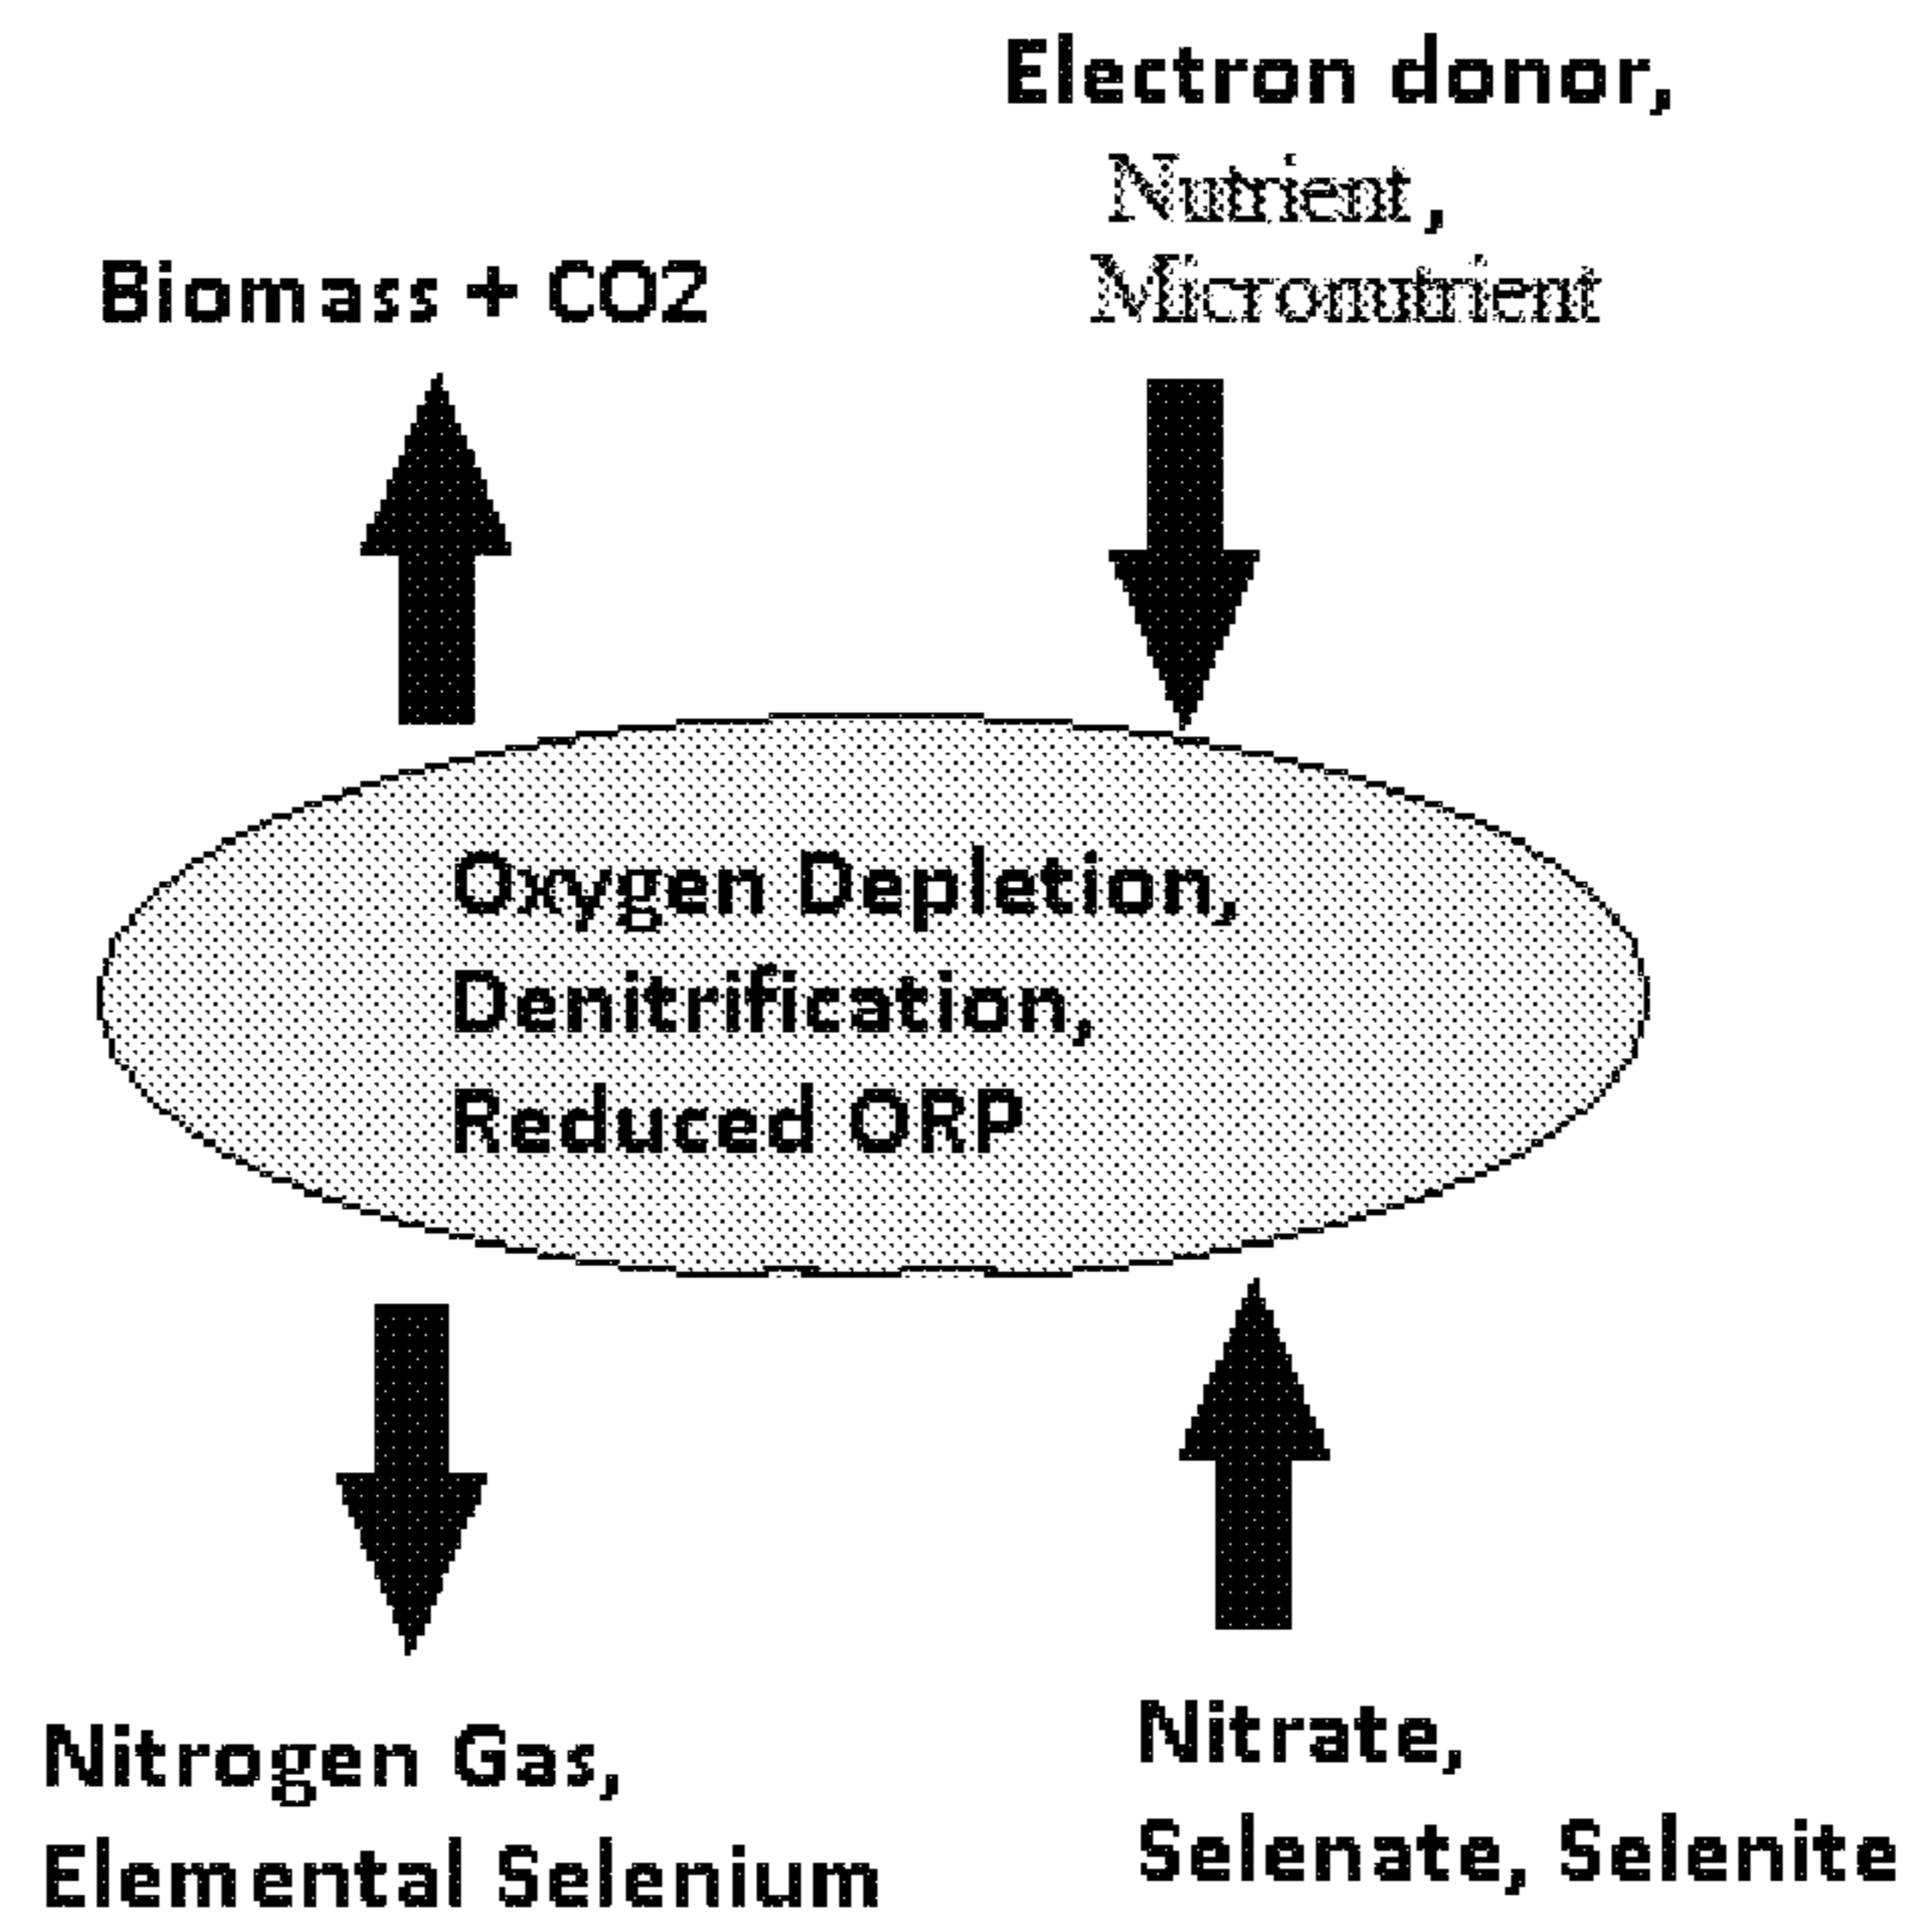 Electron donor,
Nutrient,
Micronutrient
Biomass + CO2
Oxygen Depletion,
Denitrification,
Reduced ORP
Nitrogen Gas,
Elemental Selenium
Nitrate,
Selenate, Selenite